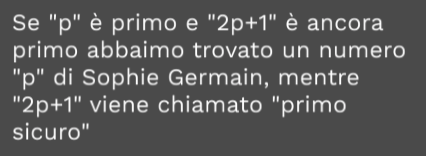 Se "p" è primo e "2p+1" è ancora
primo abbaimo trovato un numero
"p" di Sophie Germain, mentre
"2p+1" viene chiamato "primo
sicuro"